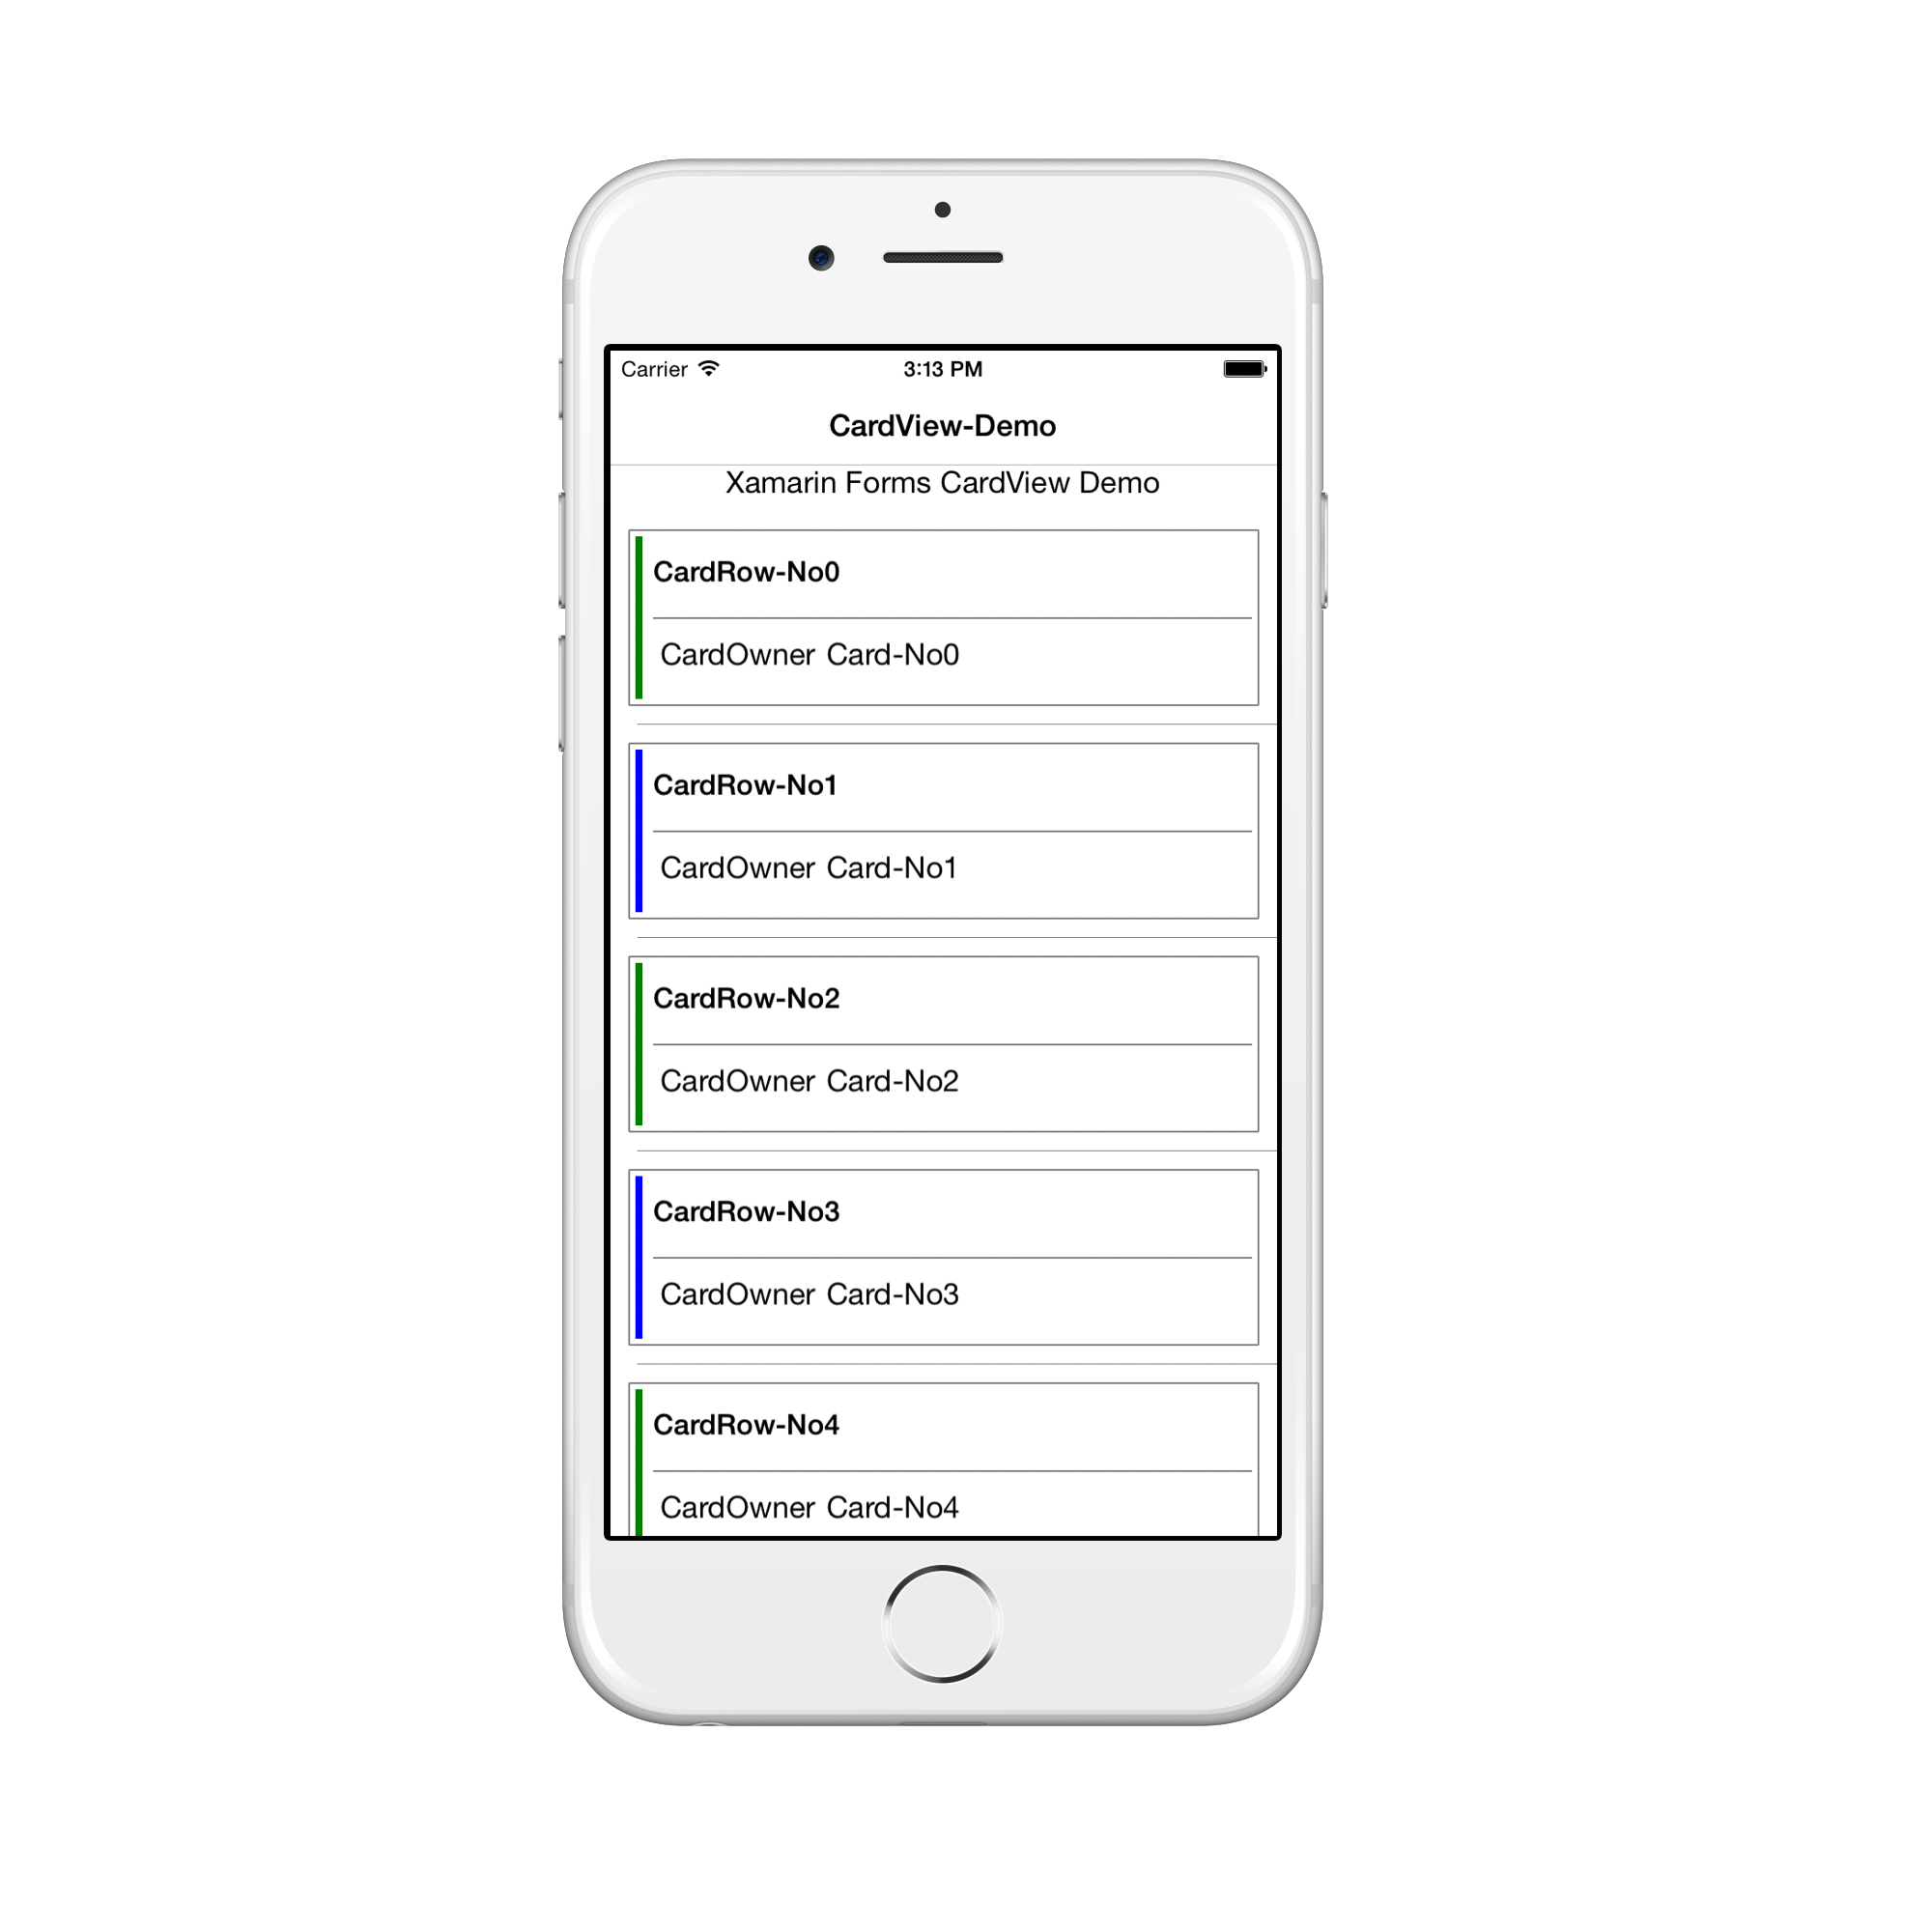 Carrier 3:13 PM
CardView-Demo
Xamarin Forms CardView Demo
CardRow-No0
CardOwner Card-No0
CardRow-No1
CardOwner Card-No1
CardRow-No2
CardOwner Card-No2
CardRow-No3
CardOwner Card-No3
CardRow-No4
CardOwner Card-No4